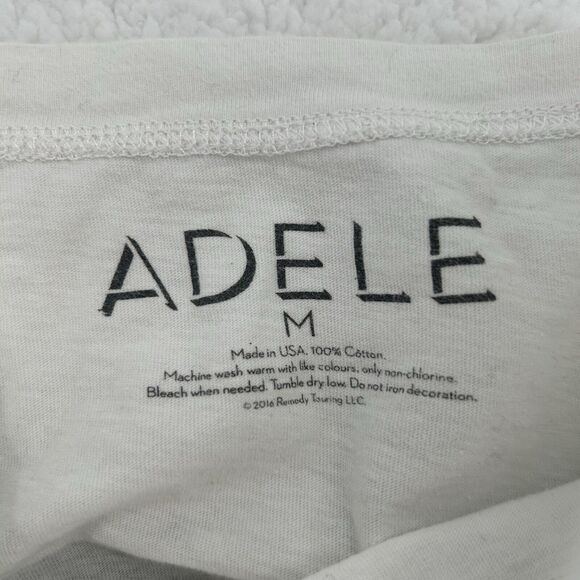 ADELE
M
Made in USA. 100% Cotton.
Machine wash warm with like colours, only non-chlorine.
Bleach when needed. Tumble dry low. Do not iron decoration.
© 2016 Remedy Touring LLC.